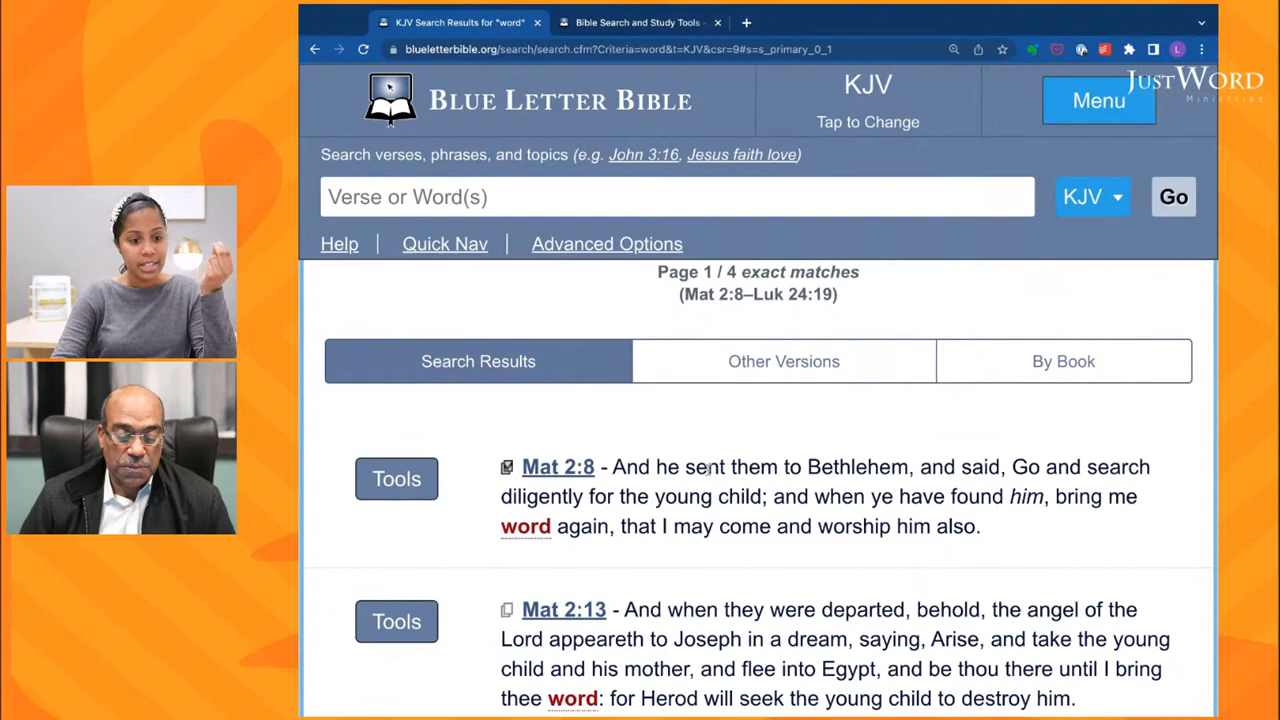 KJV Search Results for "word"
Bible Search and Study Tools -
blueletterbible.org/search/search.cfm?Criteria=word&t=KJV&csr=9#s=s_primary_0_1
L
JUSTWORD
Ministries
BLUE LETTER BIBLE
KJV
Tap to Change
Menu
Search verses, phrases, and topics (e.g. John 3:16, Jesus faith love)
Verse or Word(s)
KJV
Go
Help
Quick Nav
Advanced Options
Page 1 / 4 exact matches
(Mat 2:8–Luk 24:19)
Search Results
Other Versions
By Book
Tools
Mat 2:8 - And he sent them to Bethlehem, and said, Go and search
diligently for the young child; and when ye have found him, bring me
word again, that I may come and worship him also.
Tools
Mat 2:13 - And when they were departed, behold, the angel of the
Lord appeareth to Joseph in a dream, saying, Arise, and take the young
child and his mother, and flee into Egypt, and be thou there until I bring
thee word: for Herod will seek the young child to destroy him.